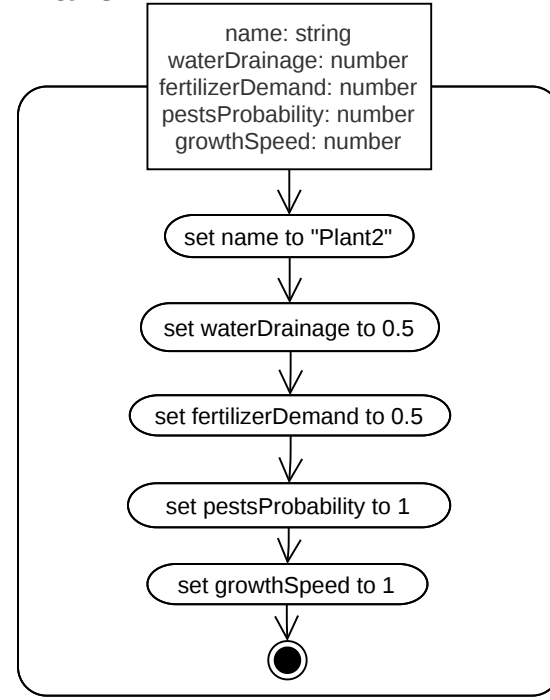 name: string
waterDrainage: number
fertilizerDemand: number
pestsProbability: number
growthSpeed: number
set name to "Plant2"
set waterDrainage to 0.5
set fertilizerDemand to 0.5
set pestsProbability to 1
set growthSpeed to 1